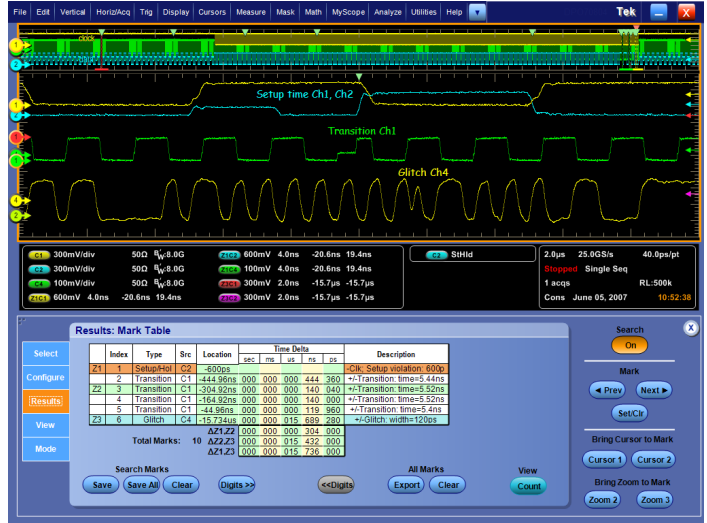 File Edit Vertical Horiz/Acq Trig Display Cursors Measure Mask Math MyScope Analyze Utilities Help Tek
clock
Setup time Ch1, Ch2
Transition Ch1
Glitch Ch4
C1 300mV/div 50Ω BW:8.0G Z1C2 600mV 4.0ns -20.6ns 19.4ns C2 StHld 2.0µs 25.0GS/s 40.0ps/pt
C2 300mV/div 50Ω BW:8.0G Z1C4 100mV 4.0ns -20.6ns 19.4ns Stopped Single Seq
C4 100mV/div 50Ω BW:8.0G Z3C1 300mV 2.0ns -15.7µs -15.7µs 1 acqs RL:500k
Z1C1 600mV 4.0ns -20.6ns 19.4ns Z3C2 300mV 2.0ns -15.7µs -15.7µs Cons June 05, 2007 10:52:38
Results: Mark Table
Select
Configure
Results
View
Mode
Time Delta
Index Type Src Location sec ms us ns ps Description
Z1 1 Setup/Hol C2 -600ps -Clk; Setup violation: 600p
2 Transition C1 -444.96ns 000 000 000 444 360 +/-Transition: time=5.44ns
Z2 3 Transition C1 -304.92ns 000 000 000 140 040 +/-Transition: time=5.52ns
4 Transition C1 -164.92ns 000 000 000 140 000 +/-Transition: time=5.52ns
5 Transition C1 -44.96ns 000 000 000 119 960 +/-Transition: time=5.4ns
Z3 6 Glitch C4 -15.734us 000 000 015 689 280 +/-Glitch: width=120ps
ΔZ1,Z2 000 000 000 304 000
Total Marks: 10 ΔZ2,Z3 000 000 015 432 000
ΔZ1,Z3 000 000 015 736 000
Search Marks
Save Save All Clear Digits >> <<Digits
All Marks
Export Clear
View
Count
Search
On
X
Mark
Prev Next
Set/Clr
Bring Cursor to Mark
Cursor 1 Cursor 2
Bring Zoom to Mark
Zoom 2 Zoom 3